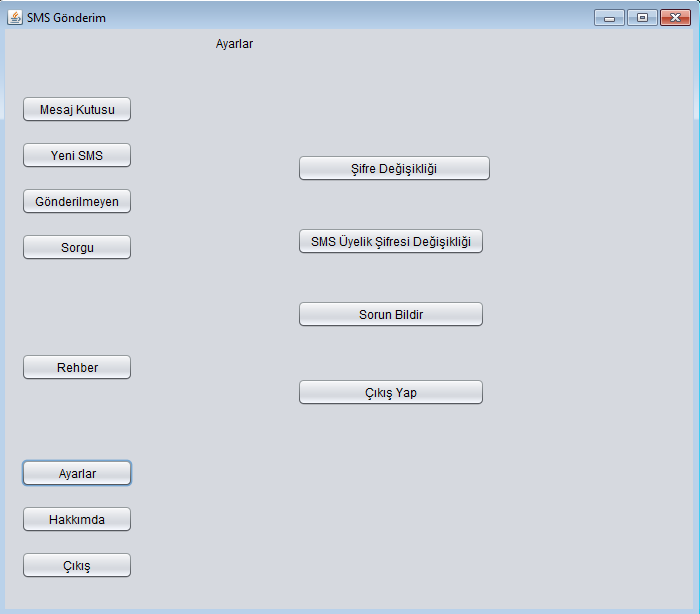 SMS Gönderim
Ayarlar
Mesaj Kutusu
Yeni SMS
Gönderilmeyen
Sorgu
Rehber
Ayarlar
Hakkımda
Çıkış
Şifre Değişikliği
SMS Üyelik Şifresi Değişikliği
Sorun Bildir
Çıkış Yap